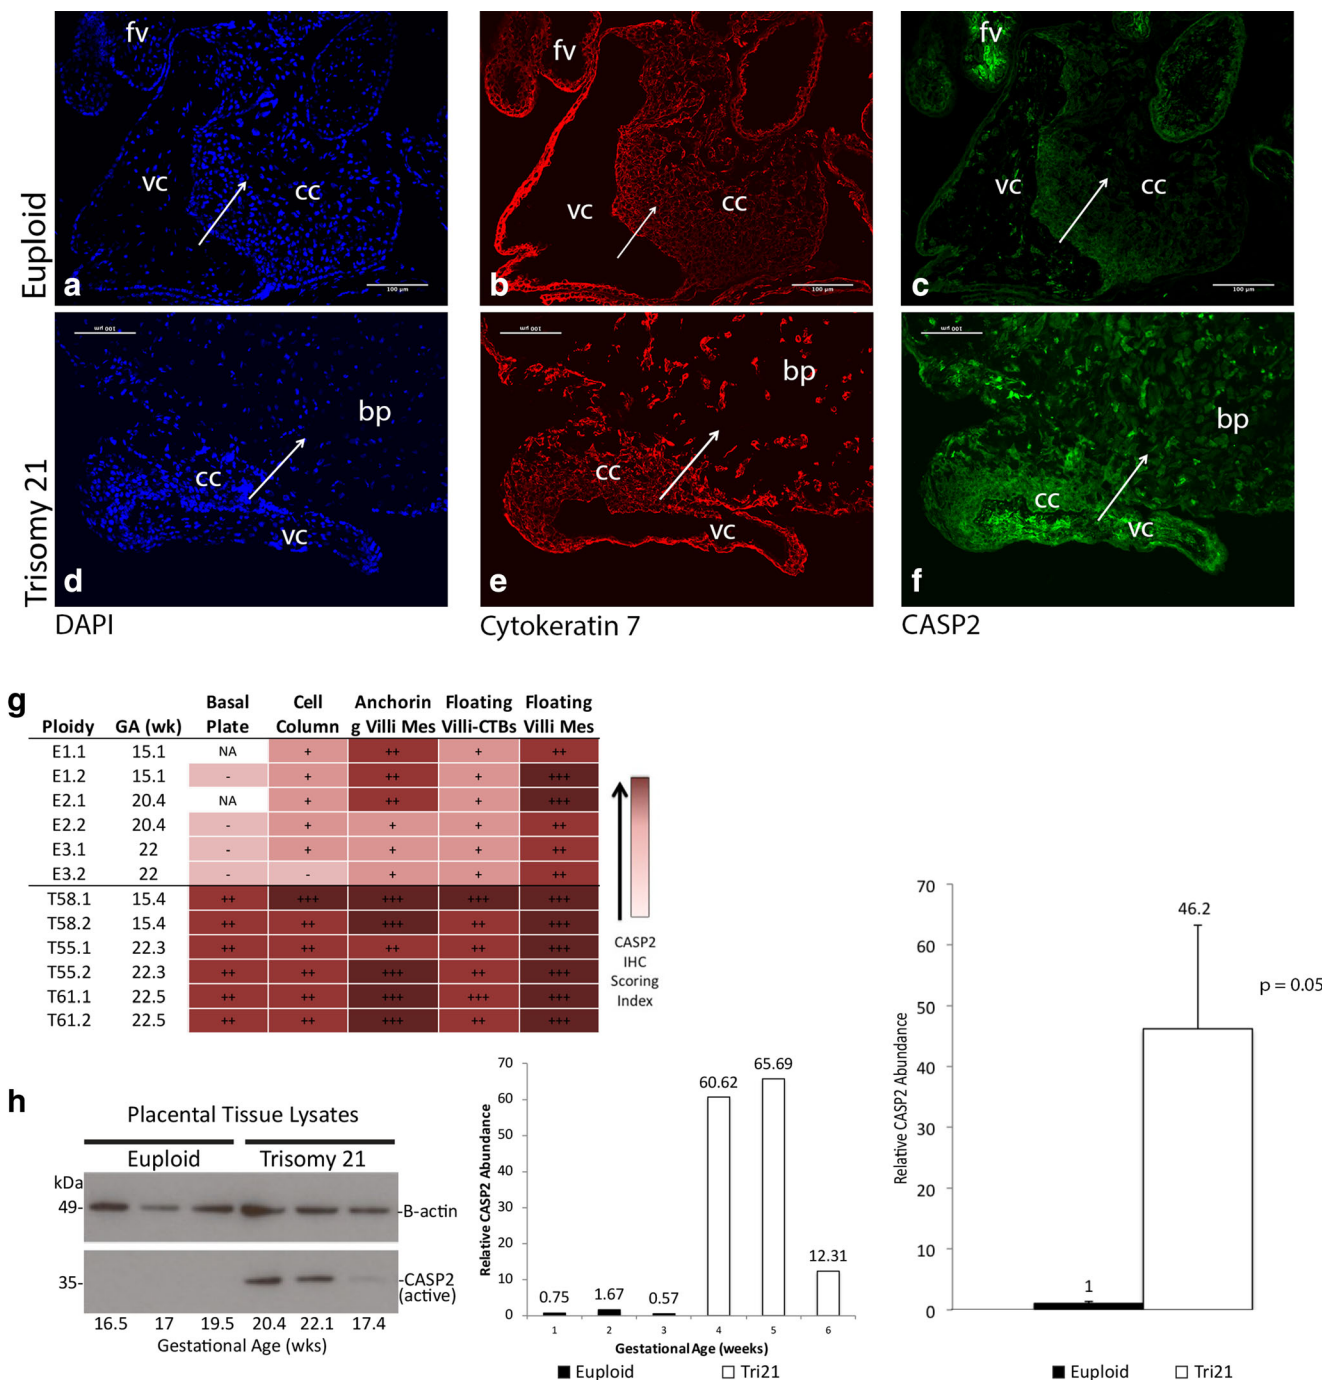 Euploid
fv
vc
cc
a
100 µm
fv
vc
cc
b
100 µm
fv
vc
cc
c
100 µm
Trisomy 21
100 µm
bp
cc
vc
d
100 µm
bp
cc
vc
e
100 µm
bp
cc
vc
f
DAPI
Cytokeratin 7
CASP2
g
Basal Cell Anchorin Floating Floating
Ploidy GA (wk) Plate Column g Villi Mes Villi-CTBs Villi Mes
E1.1 15.1 NA + ++ + ++
E1.2 15.1 - + ++ + +++
E2.1 20.4 NA + ++ + +++
E2.2 20.4 - + + + ++
E3.1 22 - + + + ++
E3.2 22 - - + + ++
T58.1 15.4 ++ +++ +++ +++ +++
T58.2 15.4 ++ ++ +++ ++ +++
T55.1 22.3 ++ ++ ++ ++ +++
T55.2 22.3 ++ ++ +++ ++ +++
T61.1 22.5 ++ ++ +++ +++ +++
T61.2 22.5 ++ ++ +++ ++ +++
CASP2
IHC
Scoring
Index
h
Placental Tissue Lysates
Euploid Trisomy 21
kDa
49- -B-actin
35- -CASP2
(active)
16.5 17 19.5 20.4 22.1 17.4
Gestational Age (wks)
Relative CASP2 Abundance
70
60
50
40
30
20
10
0
0.75 1.67 0.57 60.62 65.69 12.31
1 2 3 4 5 6
Gestational Age (weeks)
Euploid Tri21
Relative CASP2 Abundance
70
60
50
40
30
20
10
0
1
46.2
p = 0.05
Euploid Tri21